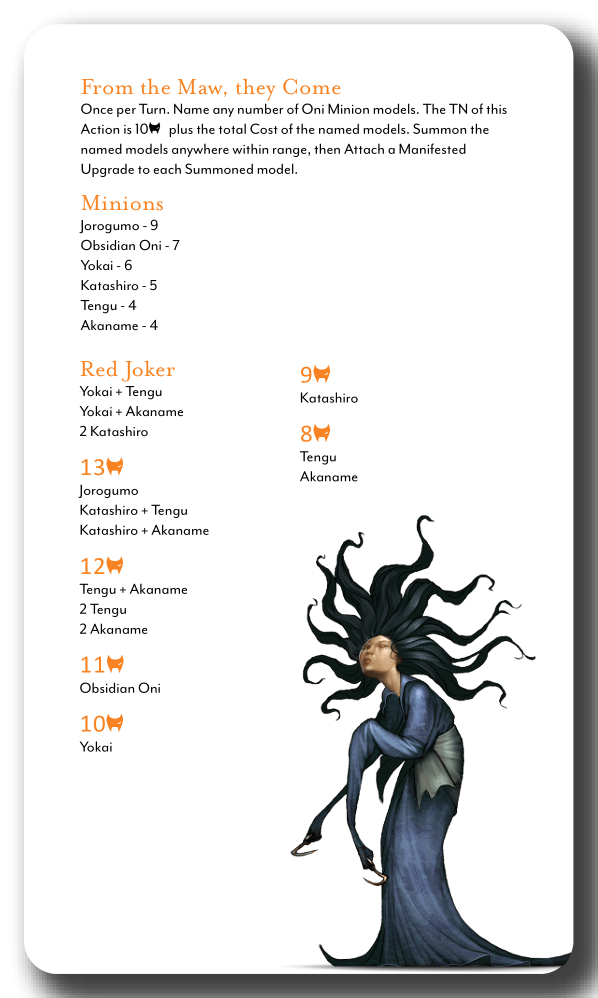 From the Maw, they Come
Once per Turn. Name any number of Oni Minion models. The TN of this
Action is 10 plus the total Cost of the named models. Summon the
named models anywhere within range, then Attach a Manifested
Upgrade to each Summoned model.
Minions
Jorogumo - 9
Obsidian Oni - 7
Yokai - 6
Katashiro - 5
Tengu - 4
Akaname - 4
Red Joker
Yokai + Tengu
Yokai + Akaname
2 Katashiro
13
Jorogumo
Katashiro + Tengu
Katashiro + Akaname
12
Tengu + Akaname
2 Tengu
2 Akaname
11
Obsidian Oni
10
Yokai
9
Katashiro
8
Tengu
Akaname